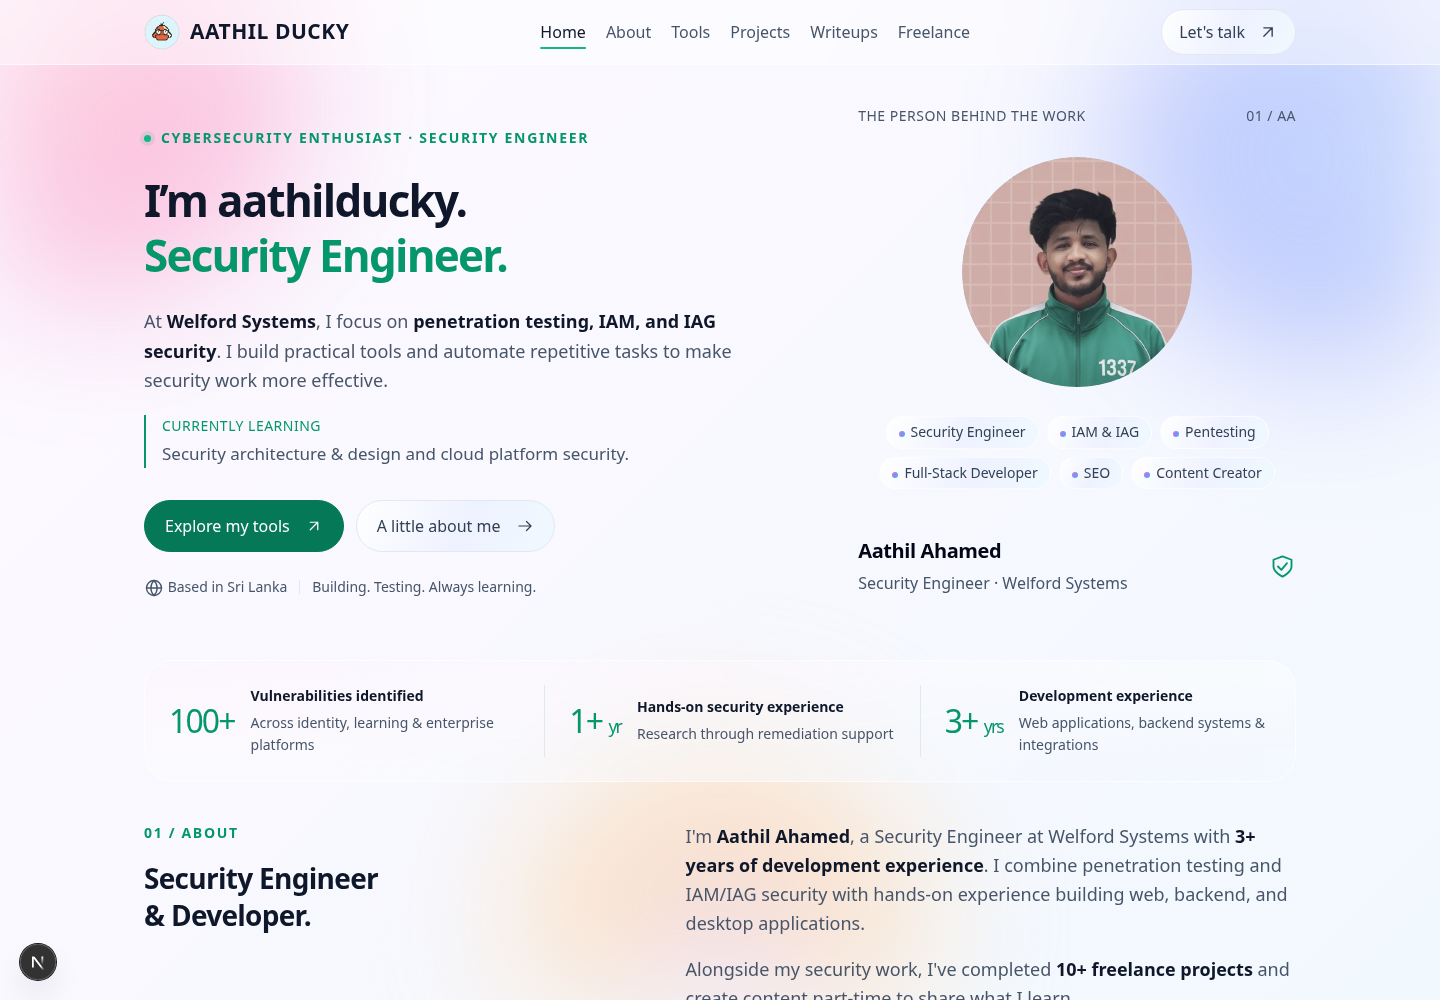 AATHIL DUCKY
Home
About
Tools
Projects
Writeups
Freelance
Let's talk
CYBERSECURITY ENTHUSIAST · SECURITY ENGINEER
I’m aathilducky.
Security Engineer.
At Welford Systems, I focus on penetration testing, IAM, and IAG
security. I build practical tools and automate repetitive tasks to make
security work more effective.
CURRENTLY LEARNING
Security architecture & design and cloud platform security.
Explore my tools
A little about me
Based in Sri Lanka
Building. Testing. Always learning.
THE PERSON BEHIND THE WORK
01 / AA
1337
Security Engineer
IAM & IAG
Pentesting
Full-Stack Developer
SEO
Content Creator
Aathil Ahamed
Security Engineer · Welford Systems
100+
Vulnerabilities identified
Across identity, learning & enterprise
platforms
1+ yr
Hands-on security experience
Research through remediation support
3+ yrs
Development experience
Web applications, backend systems &
integrations
01 / ABOUT
Security Engineer
& Developer.
I'm Aathil Ahamed, a Security Engineer at Welford Systems with 3+
years of development experience. I combine penetration testing and
IAM/IAG security with hands-on experience building web, backend, and
desktop applications.
Alongside my security work, I've completed 10+ freelance projects and
create content part-time to share what I learn.
N